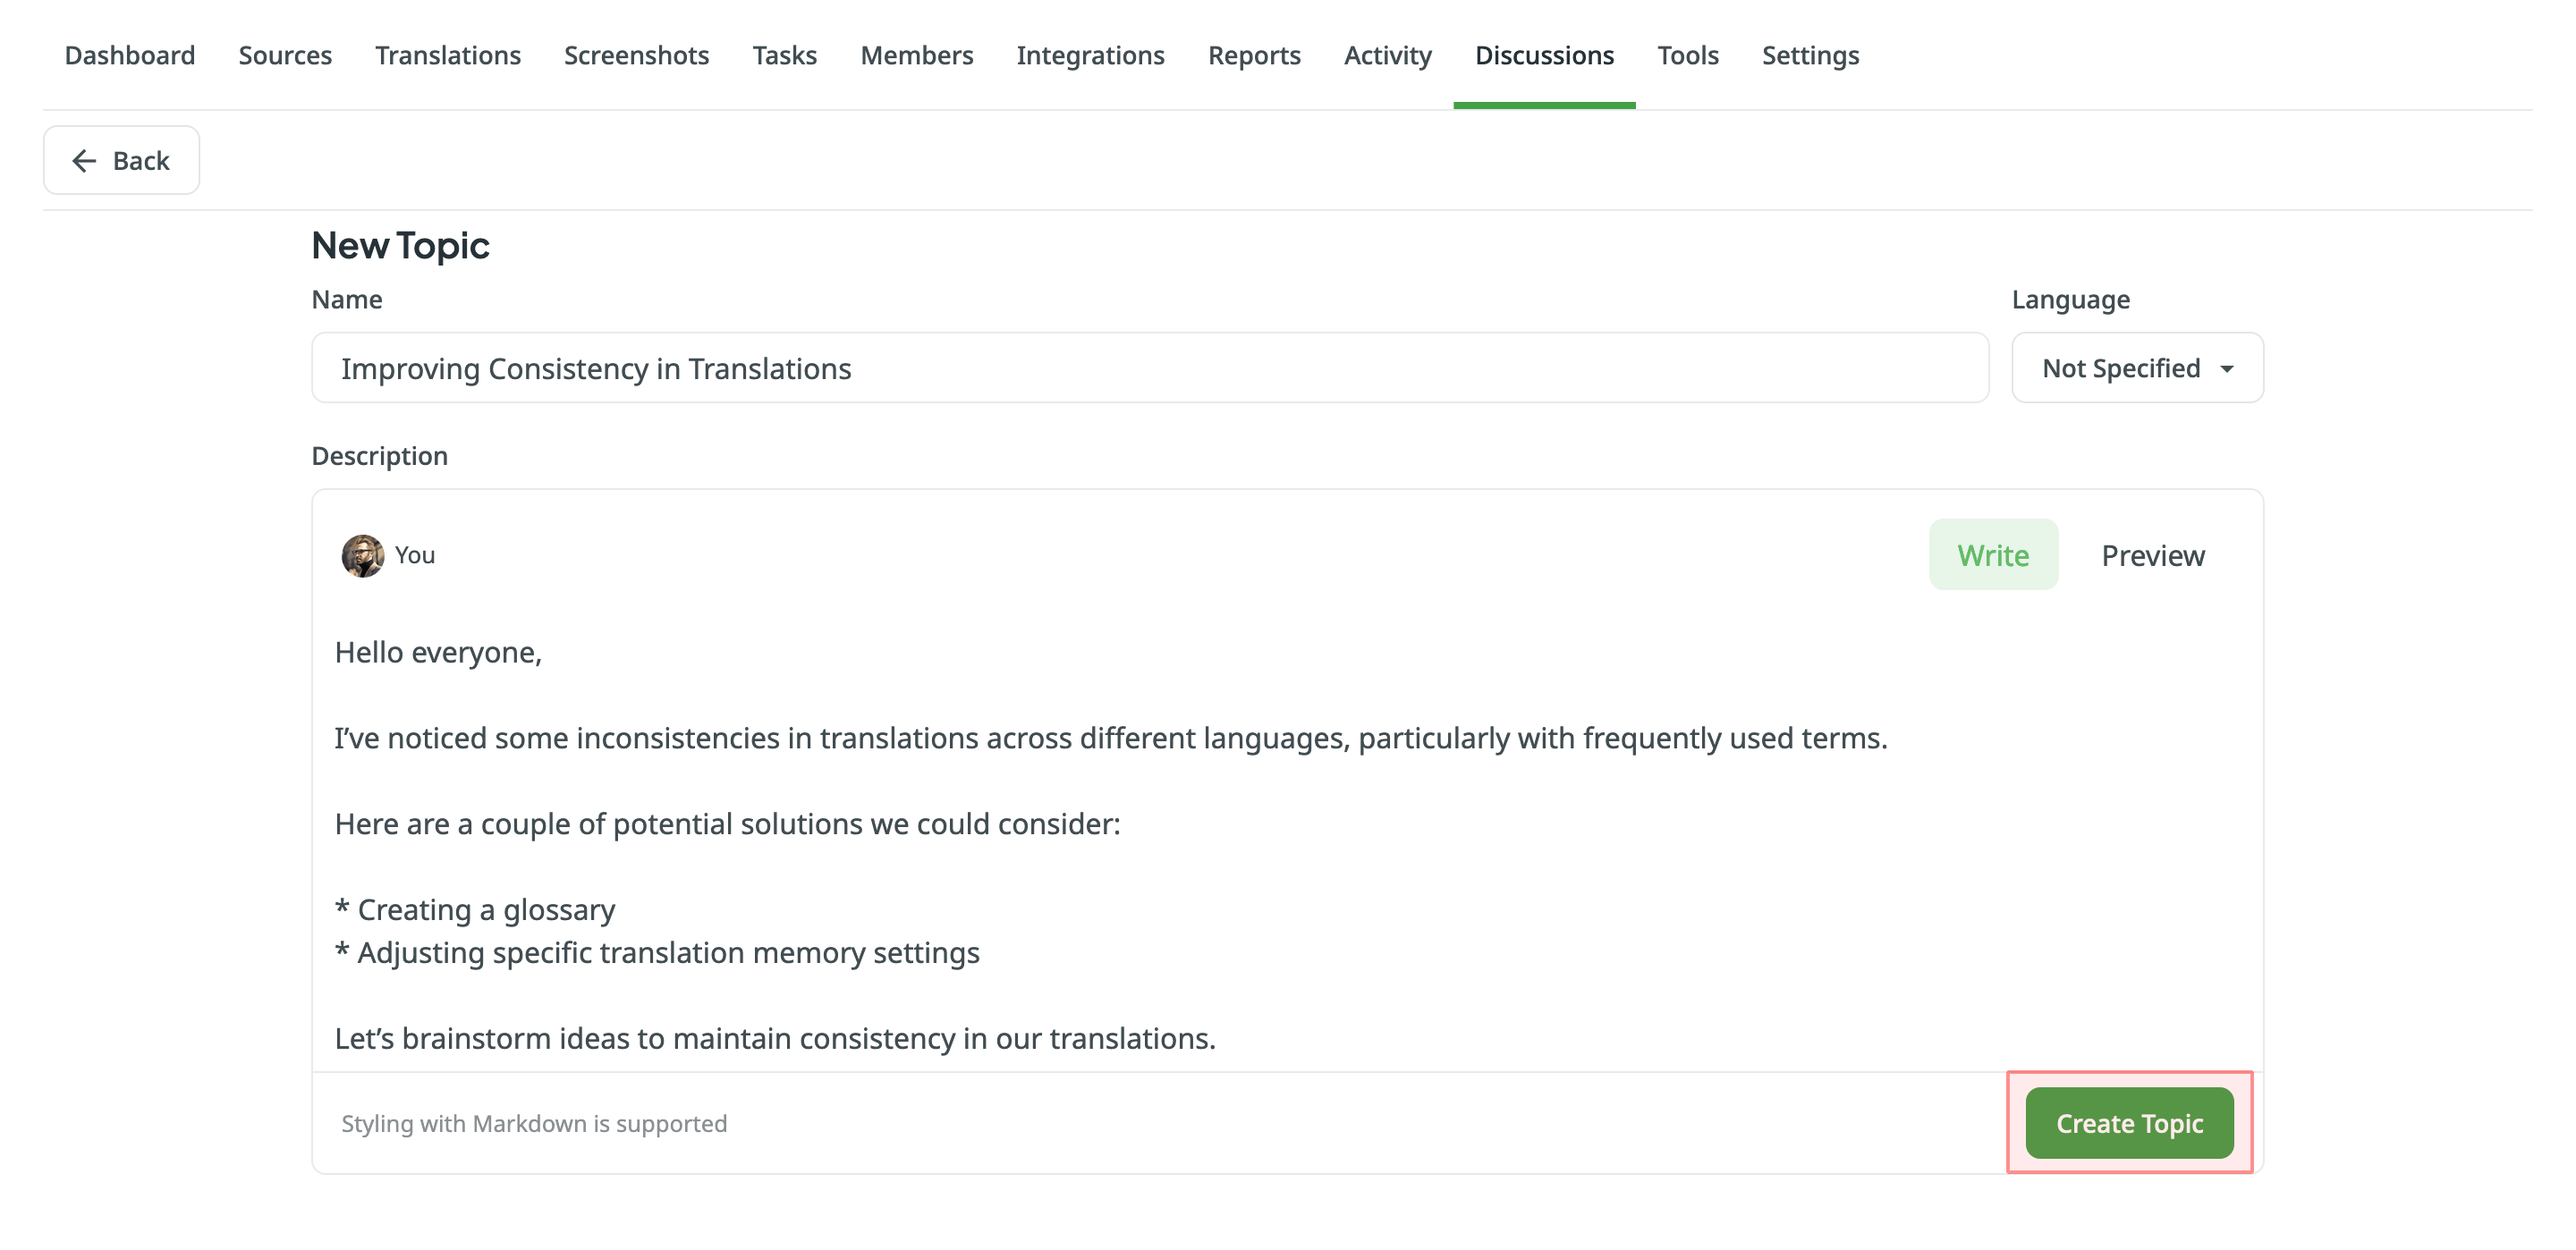 Dashboard Sources Translations Screenshots Tasks Members Integrations Reports Activity Discussions Tools Settings
Back
New Topic
Name Language
Improving Consistency in Translations Not Specified
Description
You Write Preview
Hello everyone,
I’ve noticed some inconsistencies in translations across different languages, particularly with frequently used terms.
Here are a couple of potential solutions we could consider:
* Creating a glossary
* Adjusting specific translation memory settings
Let’s brainstorm ideas to maintain consistency in our translations.
Styling with Markdown is supported Create Topic